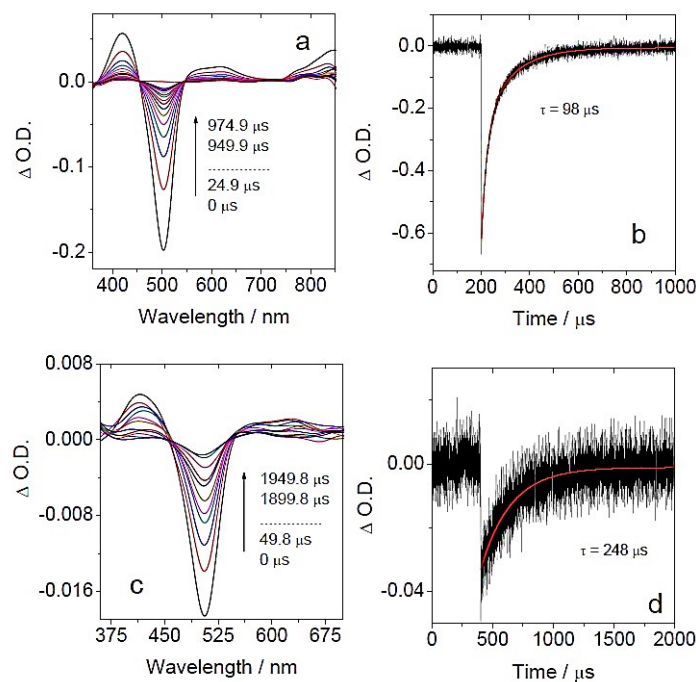 a
Δ O.D.
0.0
-0.1
-0.2
974.9 μs
949.9 μs
24.9 μs
0 μs
400 500 600 700 800
Wavelength / nm
b
Δ O.D.
0.0
-0.2
-0.4
-0.6
τ = 98 μs
0 200 400 600 800 1000
Time / μs
c
Δ O.D.
0.008
0.000
-0.008
-0.016
1949.8 μs
1899.8 μs
49.8 μs
0 μs
375 450 525 600 675
Wavelength / nm
d
Δ O.D.
0.00
-0.04
τ = 248 μs
0 500 1000 1500 2000
Time / μs